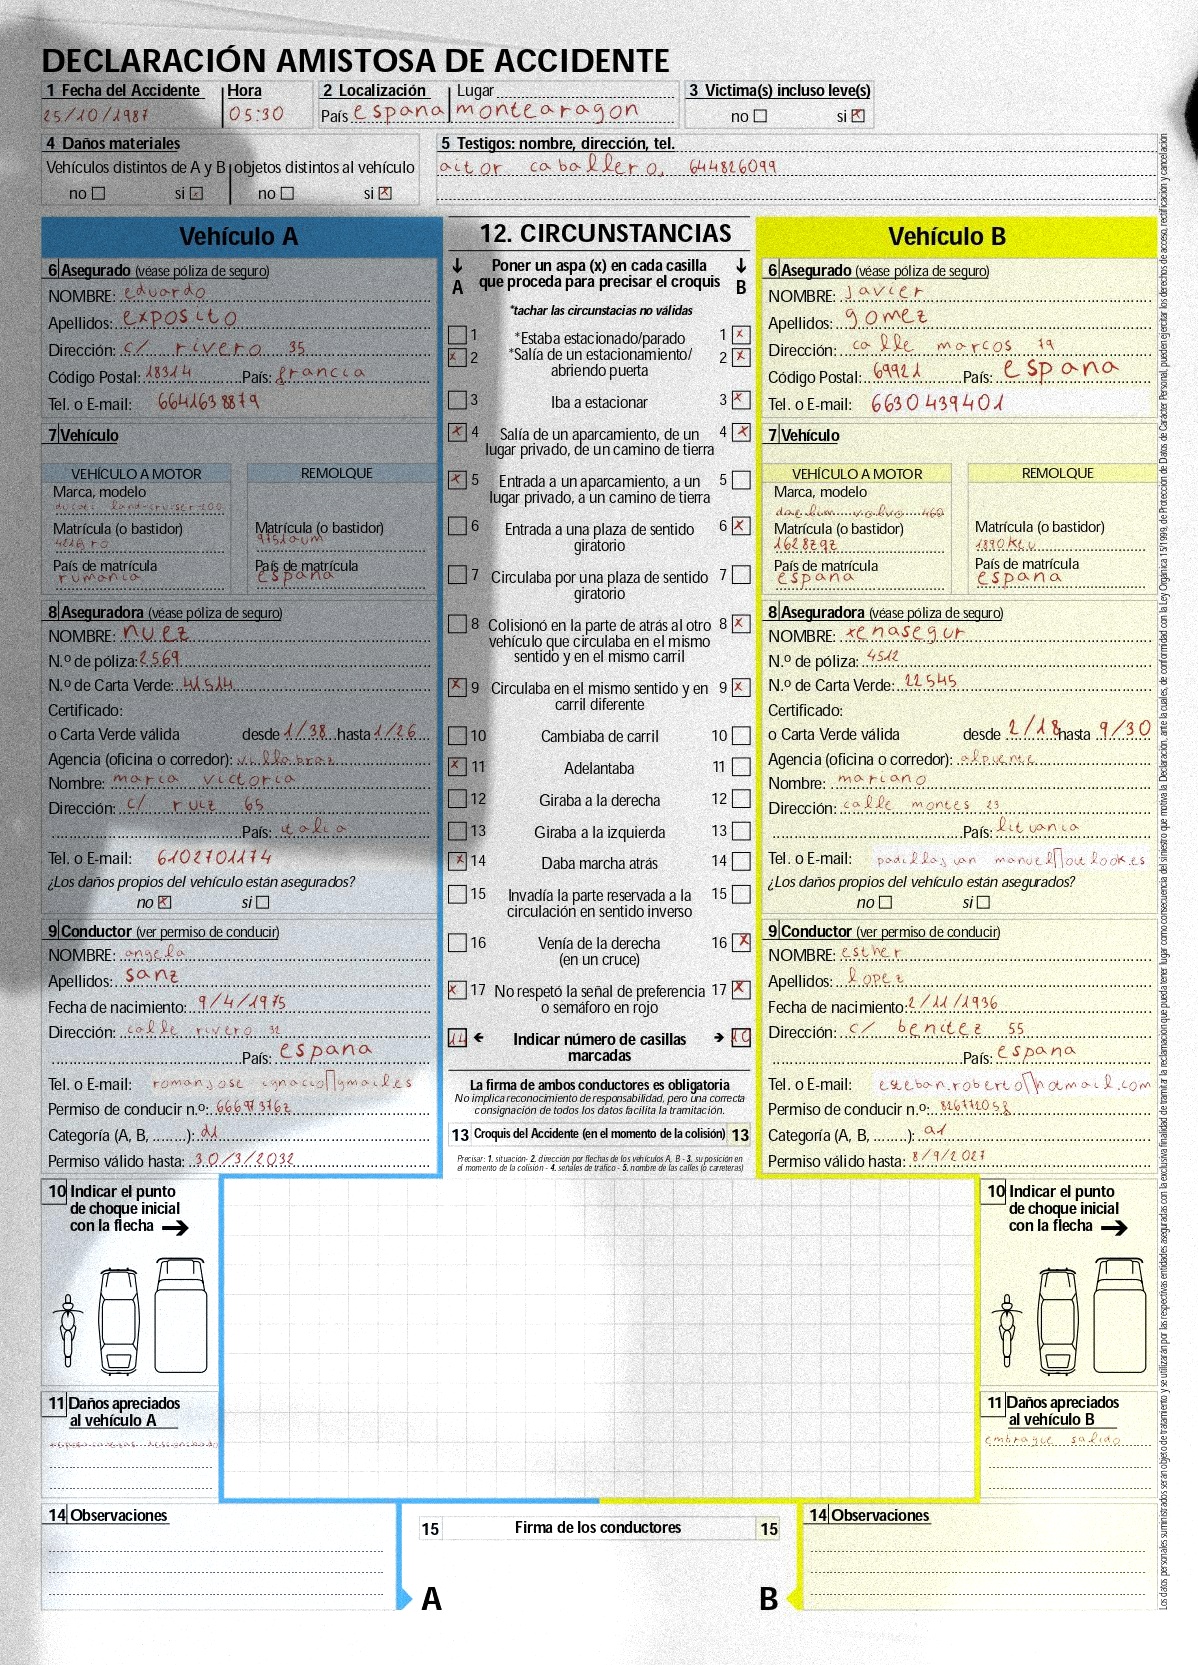 DECLARACIÓN AMISTOSA DE ACCIDENTE
1 Fecha del Accidente Hora 2 Localización Lugar 3 Victima(s) incluso leve(s)
25/10/1987 05:30 País espana montearagon no si x
4 Daños materiales 5 Testigos: nombre, dirección, tel.
Vehículos distintos de A y B objetos distintos al vehículo aitor caballero, 644826099
no si x no si x
Vehículo A
6 Asegurado (véase póliza de seguro)
NOMBRE: eduardo
Apellidos: exposito
Dirección: c/ rivero 35
Código Postal: 18314 País: francia
Tel. o E-mail: 6641638879
7 Vehículo
VEHÍCULO A MOTOR REMOLQUE
Marca, modelo
ducati land-cruiser-200
Matrícula (o bastidor) Matrícula (o bastidor)
País de matrícula País de matrícula
rumania espana
8 Aseguradora (véase póliza de seguro)
NOMBRE: nuez
N.º de póliza: 2569
N.º de Carta Verde: 41514
Certificado:
o Carta Verde válida desde 1/38 hasta 1/26
Agencia (oficina o corredor): villabraz
Nombre: maria victoria
Dirección: c/ ruiz 65
País: italia
Tel. o E-mail: 6102701174
¿Los daños propios del vehículo están asegurados?
no x si
9 Conductor (ver permiso de conducir)
NOMBRE: angela
Apellidos: sanz
Fecha de nacimiento: 9/4/1975
Dirección: calle rivero 32
País: espana
Tel. o E-mail: romanjose ignacio gmail.es
Permiso de conducir n.º: 666973762
Categoría (A, B, ........): d1
Permiso válido hasta: 30/3/2032
12. CIRCUNSTANCIAS
A Poner un aspa (x) en cada casilla B
que proceda para precisar el croquis
*tachar las circunstacias no válidas
1 *Estaba estacionado/parado 1 x
x 2 *Salía de un estacionamiento/ 2 x
abriendo puerta
3 Iba a estacionar 3 x
x 4 Salía de un aparcamiento, de un 4 x
lugar privado, de un camino de tierra
x 5 Entrada a un aparcamiento, a un 5
lugar privado, a un camino de tierra
6 Entrada a una plaza de sentido 6 x
giratorio
7 Circulaba por una plaza de sentido 7
giratorio
8 Colisionó en la parte de atrás al otro 8 x
vehículo que circulaba en el mismo
sentido y en el mismo carril
x 9 Circulaba en el mismo sentido y en 9 x
carril diferente
10 Cambiaba de carril 10
x 11 Adelantaba 11
12 Giraba a la derecha 12
13 Giraba a la izquierda 13
x 14 Daba marcha atrás 14
15 Invadía la parte reservada a la 15
circulación en sentido inverso
16 Venía de la derecha 16 x
(en un cruce)
x 17 No respetó la señal de preferencia 17 x
o semáforo en rojo
14 Indicar número de casillas 10
marcadas
La firma de ambos conductores es obligatoria
No implica reconocimiento de responsabilidad, pero una correcta
consignación de todos los datos facilita la tramitación.
13 Croquis del Accidente (en el momento de la colisión) 13
Precisar: 1. situación- 2. dirección por flechas de los vehículos A, B - 3. su posición en
el momento de la colisión - 4. señales de tráfico - 5. nombre de las calles (o carreteras)
Vehículo B
6 Asegurado (véase póliza de seguro)
NOMBRE: javier
Apellidos: gomez
Dirección: calle marcos 79
Código Postal: 69921 País: espana
Tel. o E-mail: 6630439401
7 Vehículo
VEHÍCULO A MOTOR REMOLQUE
Marca, modelo
daelim volvo 460
Matrícula (o bastidor) Matrícula (o bastidor)
1628zqz 1890klv
País de matrícula País de matrícula
espana espana
8 Aseguradora (véase póliza de seguro)
NOMBRE: xenasegur
N.º de póliza: 4512
N.º de Carta Verde: 22545
Certificado:
o Carta Verde válida desde 2/18 hasta 9/30
Agencia (oficina o corredor): alpuente
Nombre: mariano
Dirección: calle montes 23
País: lituania
Tel. o E-mail: padillajuan manuel outlook.es
¿Los daños propios del vehículo están asegurados?
no si
9 Conductor (ver permiso de conducir)
NOMBRE: esther
Apellidos: lopez
Fecha de nacimiento: 2/11/1936
Dirección: c/ benitez 55
País: espana
Tel. o E-mail: esteban.roberto hotmail.com
Permiso de conducir n.º: 826772058
Categoría (A, B, ........): a1
Permiso válido hasta: 8/9/2027
10 Indicar el punto
de choque inicial
con la flecha
11 Daños apreciados
al vehículo A
14 Observaciones
10 Indicar el punto
de choque inicial
con la flecha
11 Daños apreciados
al vehículo B
embrague salido
14 Observaciones
15 Firma de los conductores 15
A B
Los datos personales suministrados seran objeto de tratamiento y se utilizarán por las respectivas entidades aseguradas con la exclusiva finalidad de tramitar la reclamación que pueda tener lugar como consecuencia del siniestro que motiva la Declaración, ante la cuales, de conformidad con la Ley Orgánica 15/1999, de Protección de Datos de Carácter Personal, pueden ejercitar los derechos de acceso, rectificación y cancelación